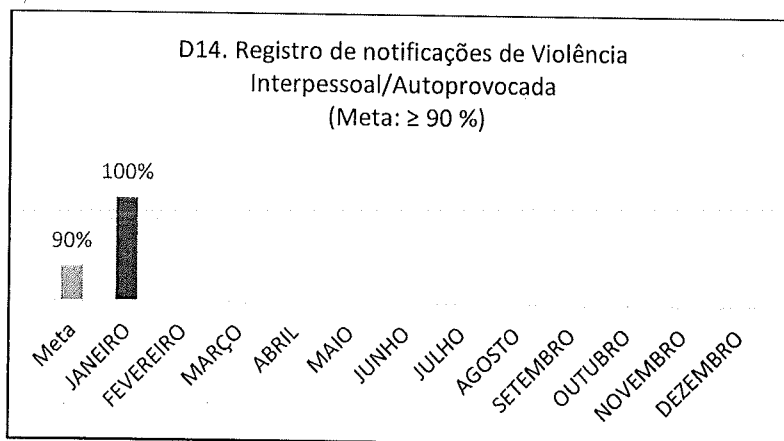 D14. Registro de notificações de Violência
Interpessoal/Autoprovocada
(Meta: ≥ 90 %)
100%
90%
Meta
JANEIRO
FEVEREIRO
MARÇO
ABRIL
MAIO
JUNHO
JULHO
AGOSTO
SETEMBRO
OUTUBRO
NOVEMBRO
DEZEMBRO